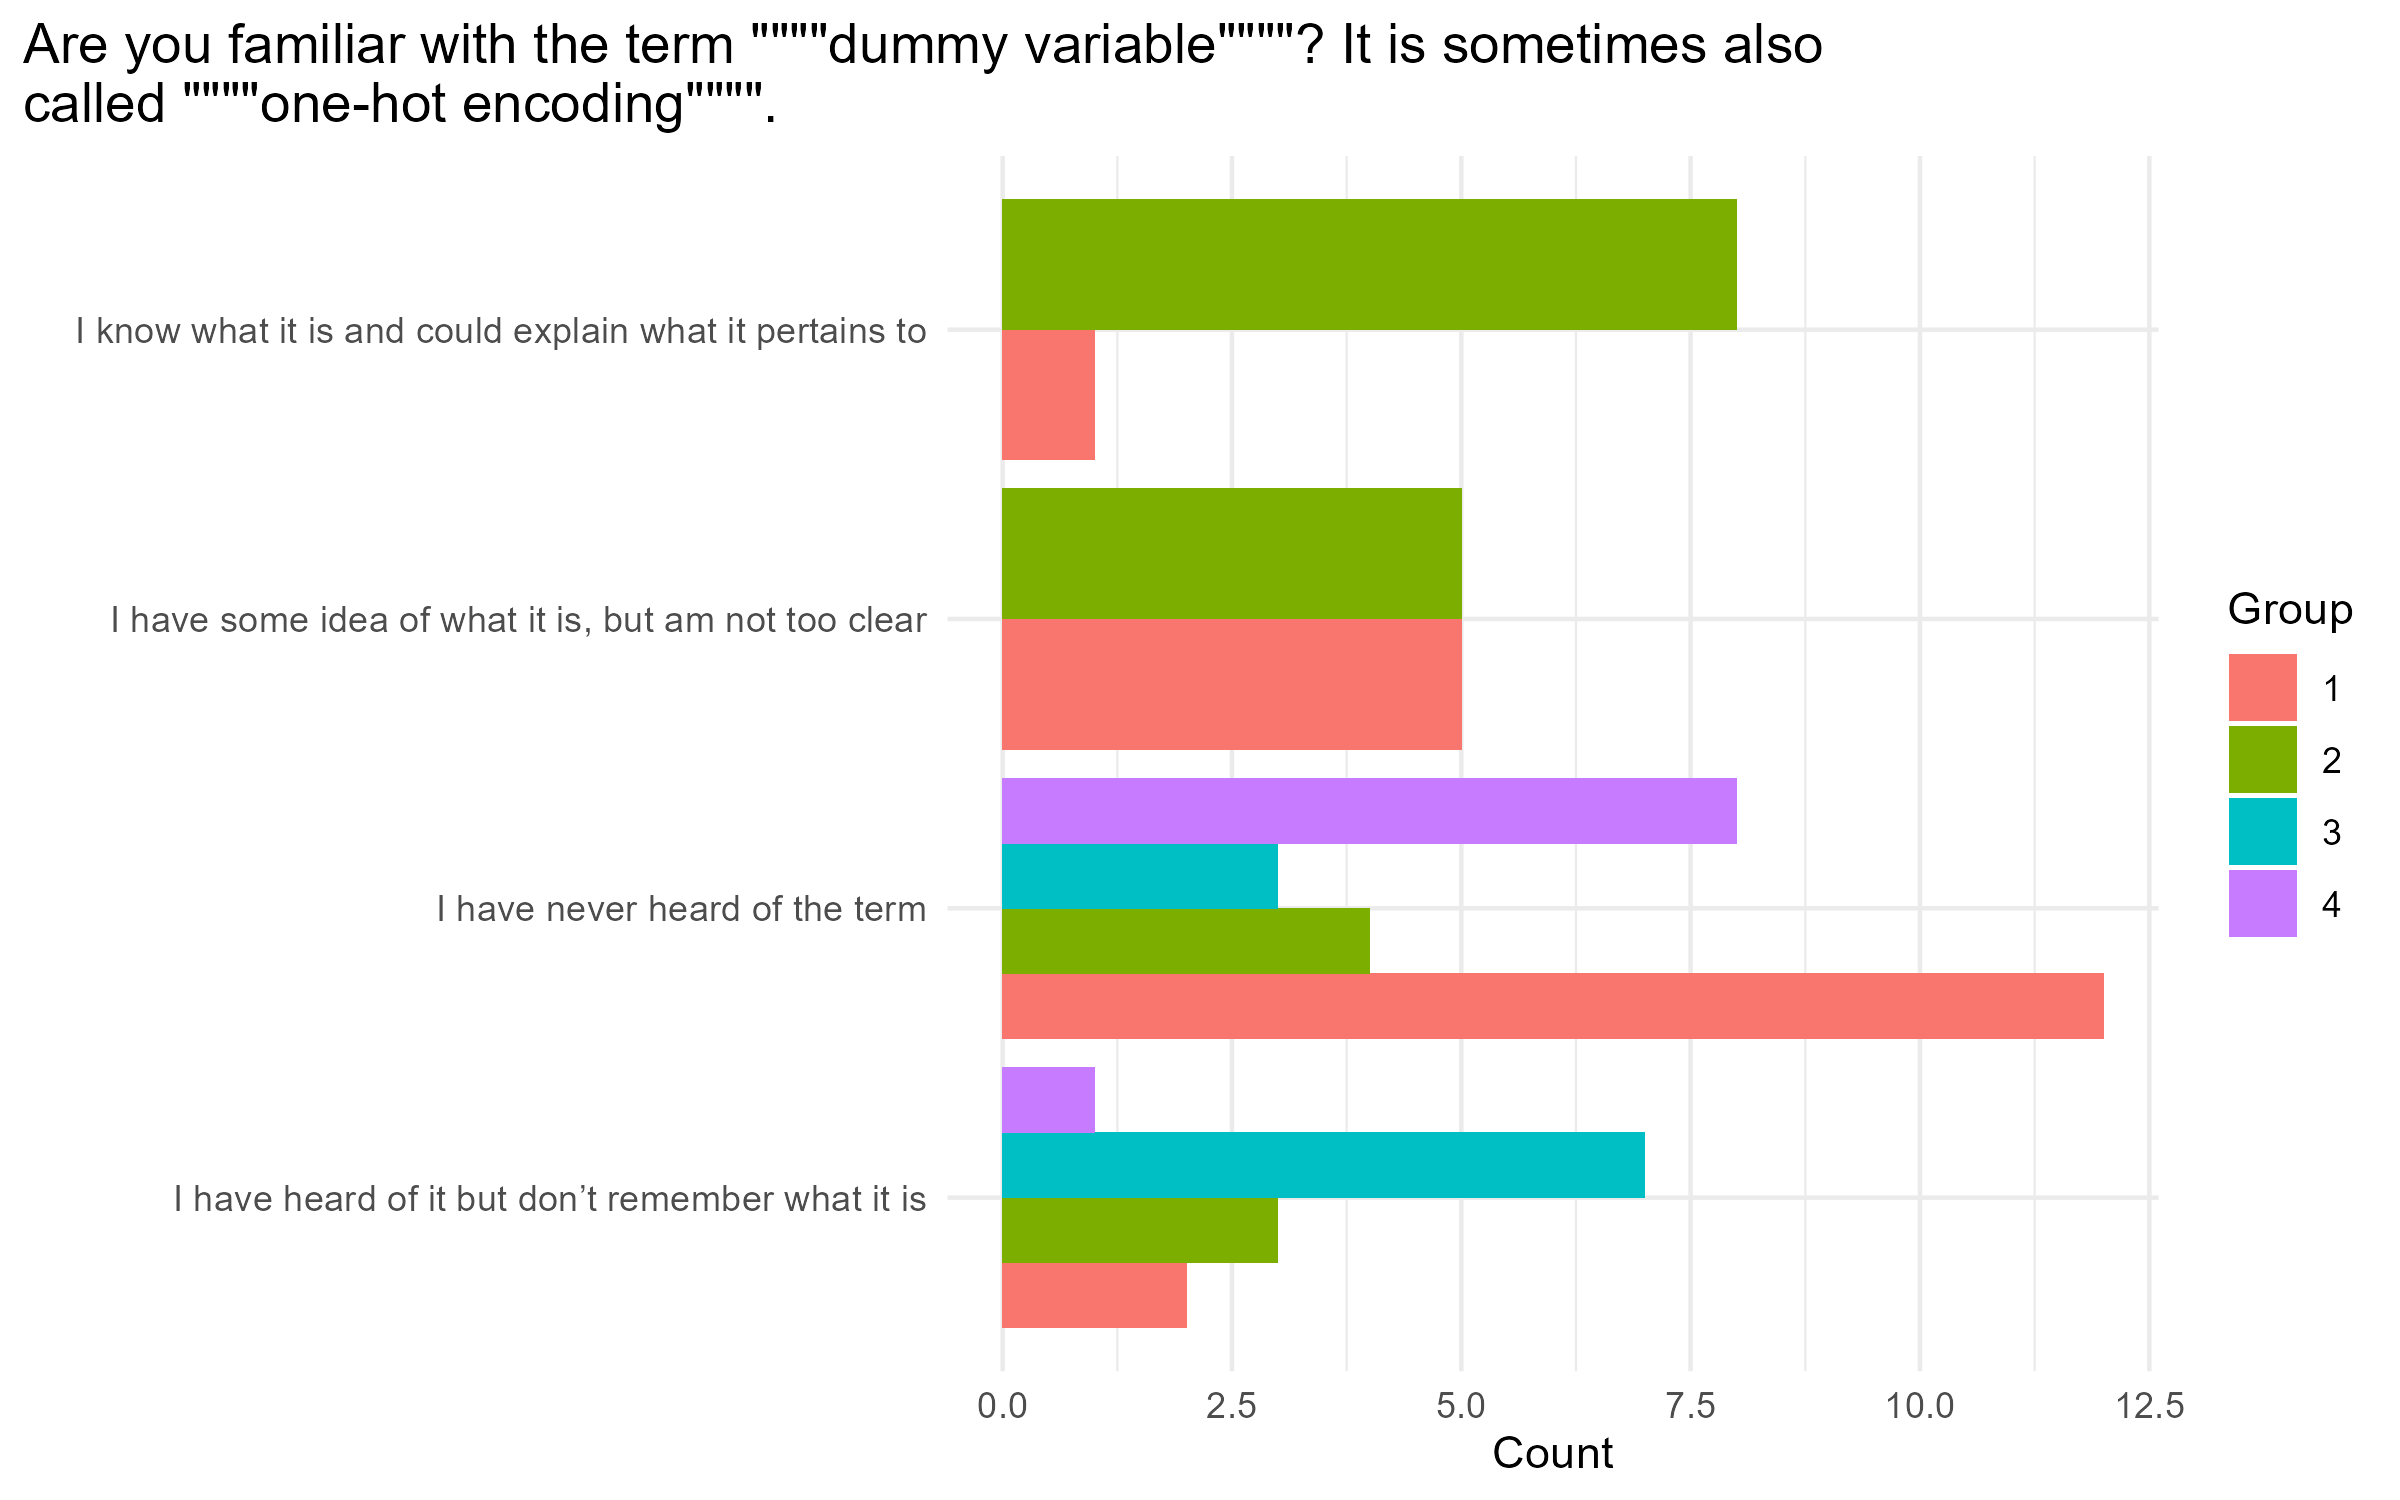 Are you familiar with the term """"dummy variable""""? It is sometimes also
called """"one-hot encoding"""".
I know what it is and could explain what it pertains to
I have some idea of what it is, but am not too clear
I have never heard of the term
I have heard of it but don’t remember what it is
0.0 2.5 5.0 7.5 10.0 12.5
Count
Group
1
2
3
4